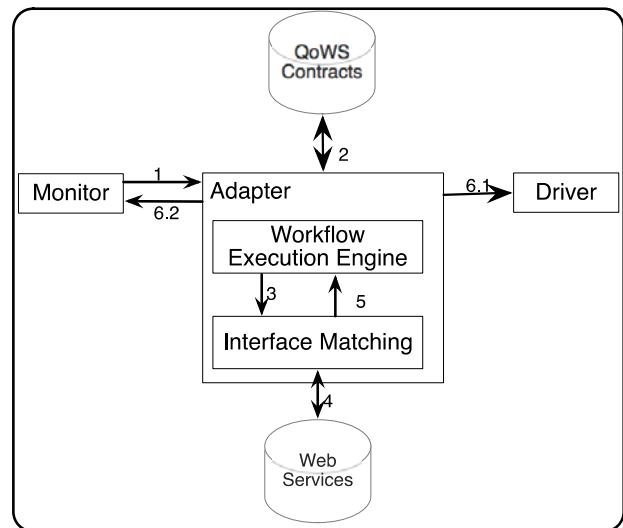 QoWS
Contracts
2
1
Monitor
6.2
Adapter
6.1
Driver
Workflow
Execution Engine
3
5
Interface Matching
4
Web
Services